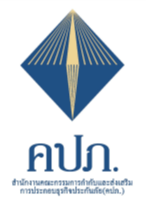 คปภ.
สำนักงานคณะกรรมการกำกับและส่งเสริม
การประกอบธุรกิจประกันภัย(คปภ.)